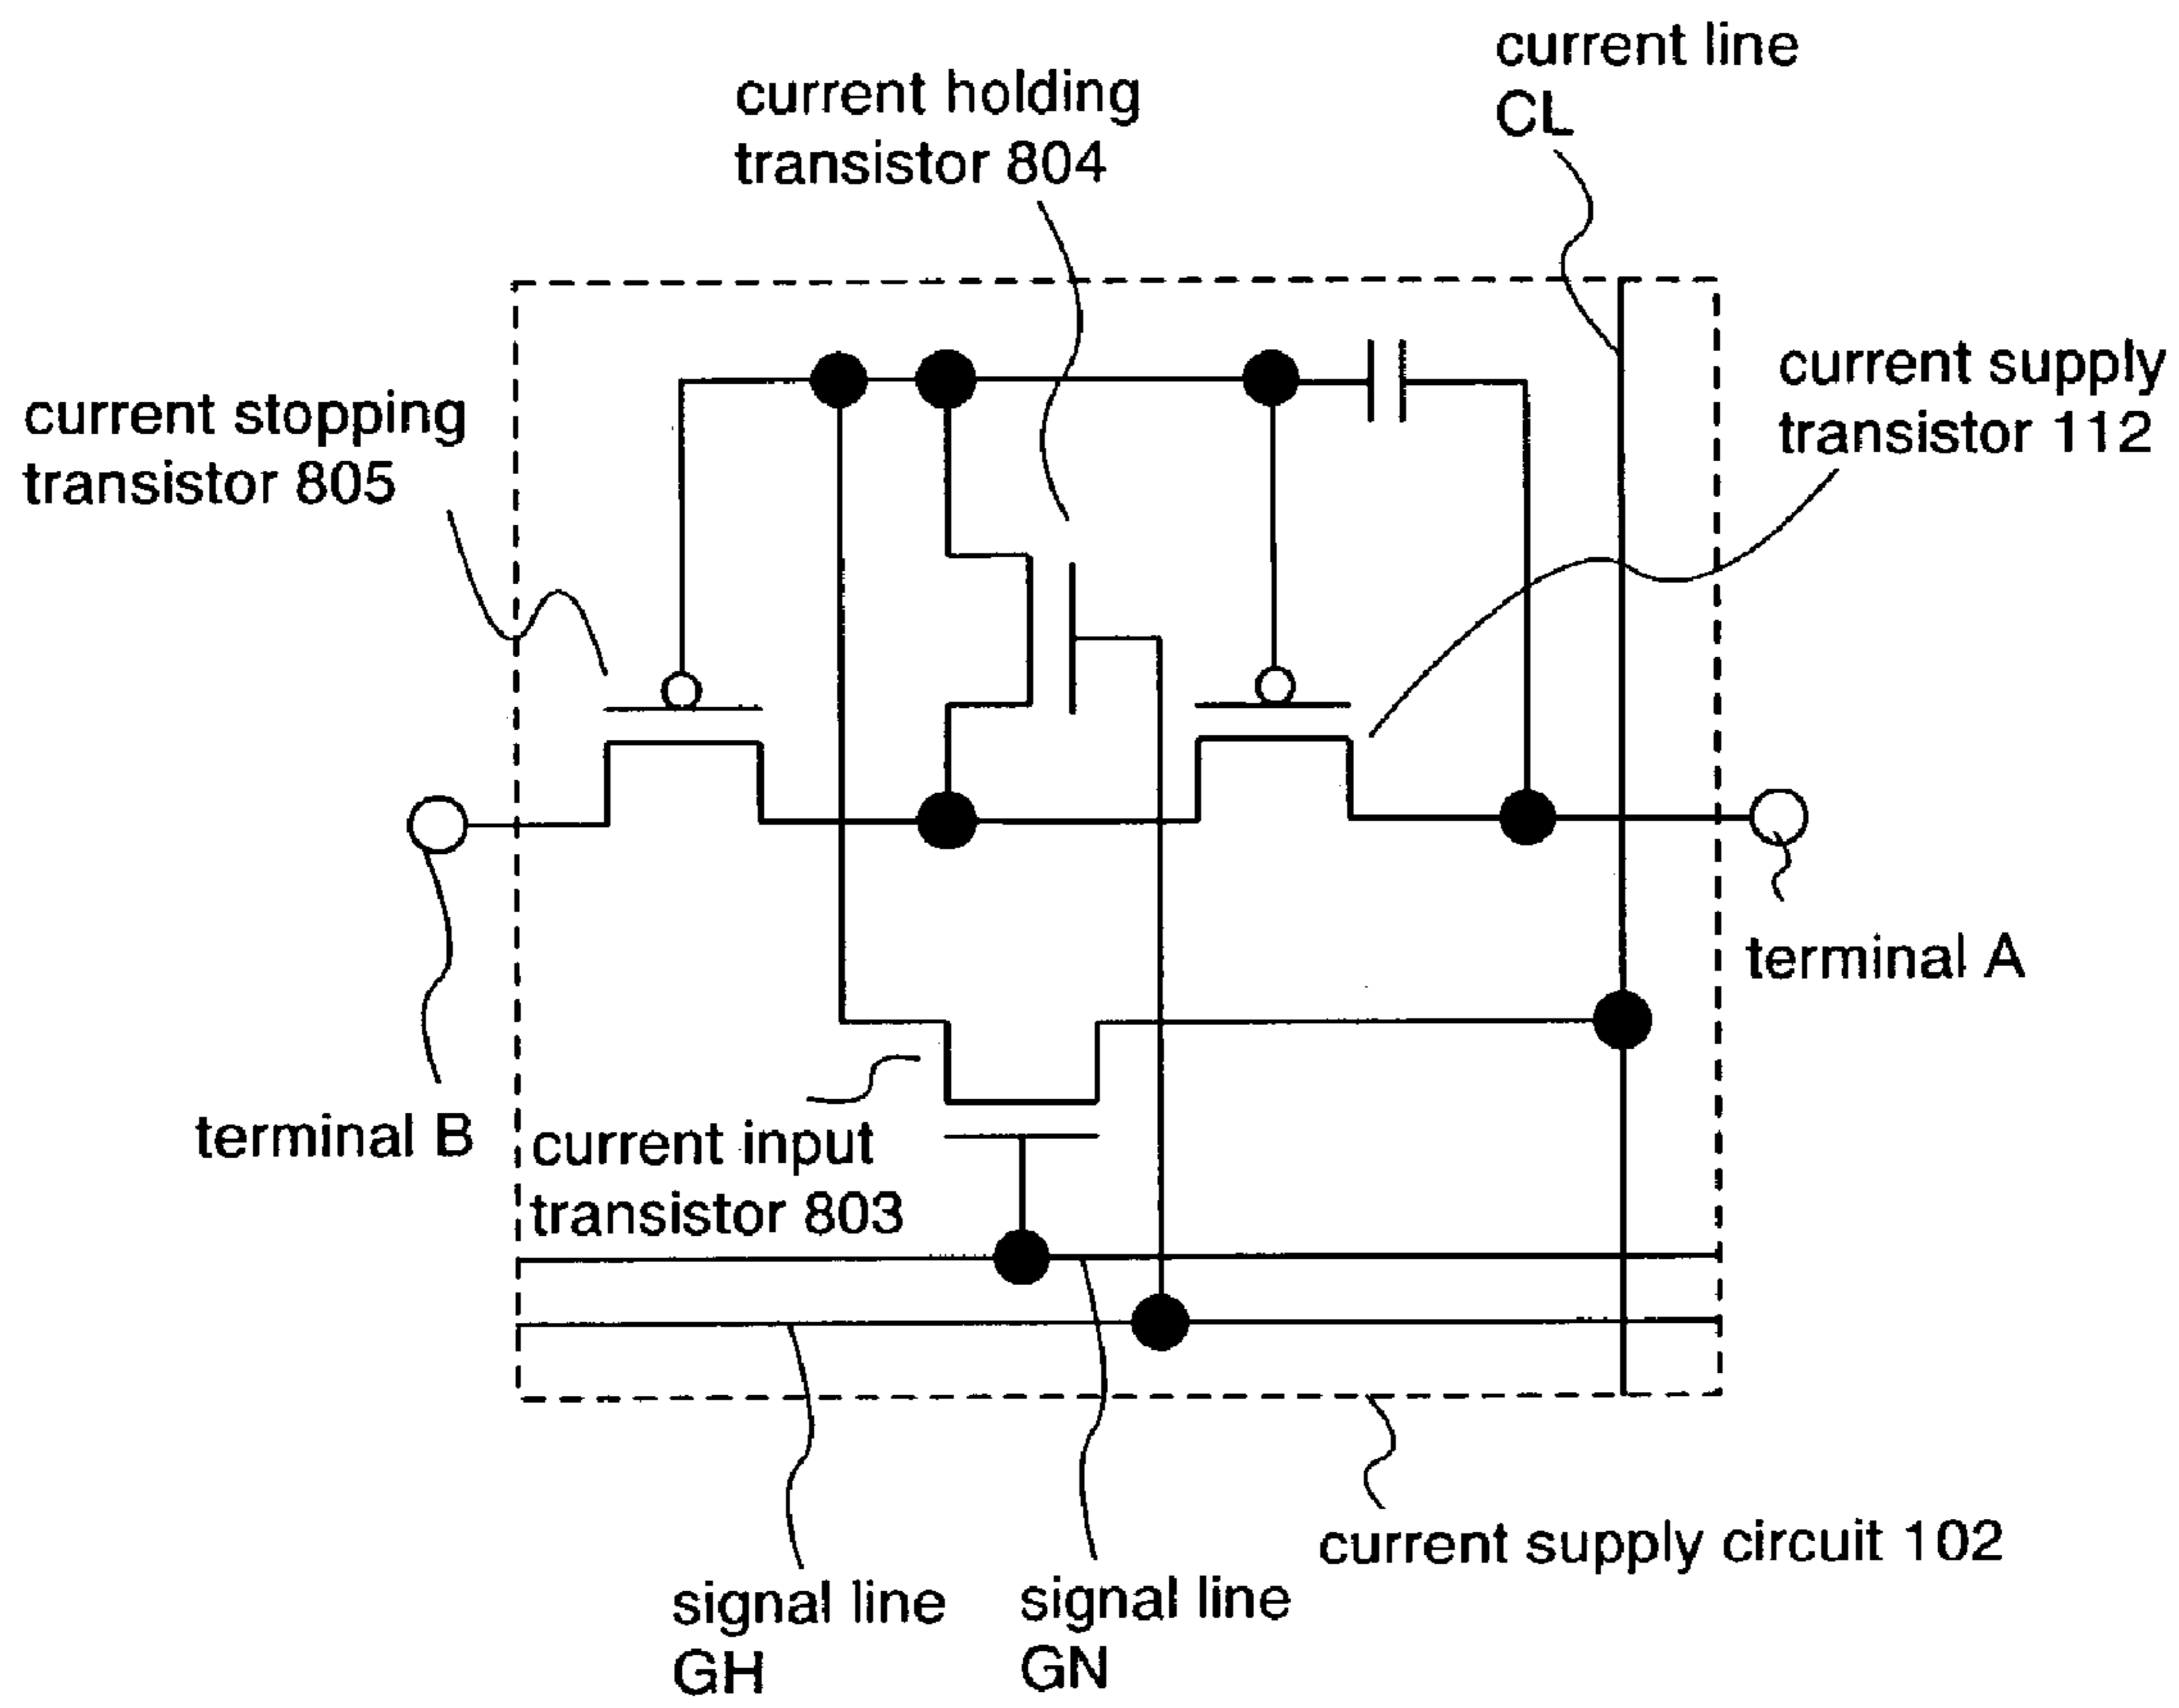 current line
CL
current holding
transistor 804
current supply
transistor 112
current stopping
transistor 805
terminal A
terminal B
current input
transistor 803
current supply circuit 102
signal line
GH
signal line
GN